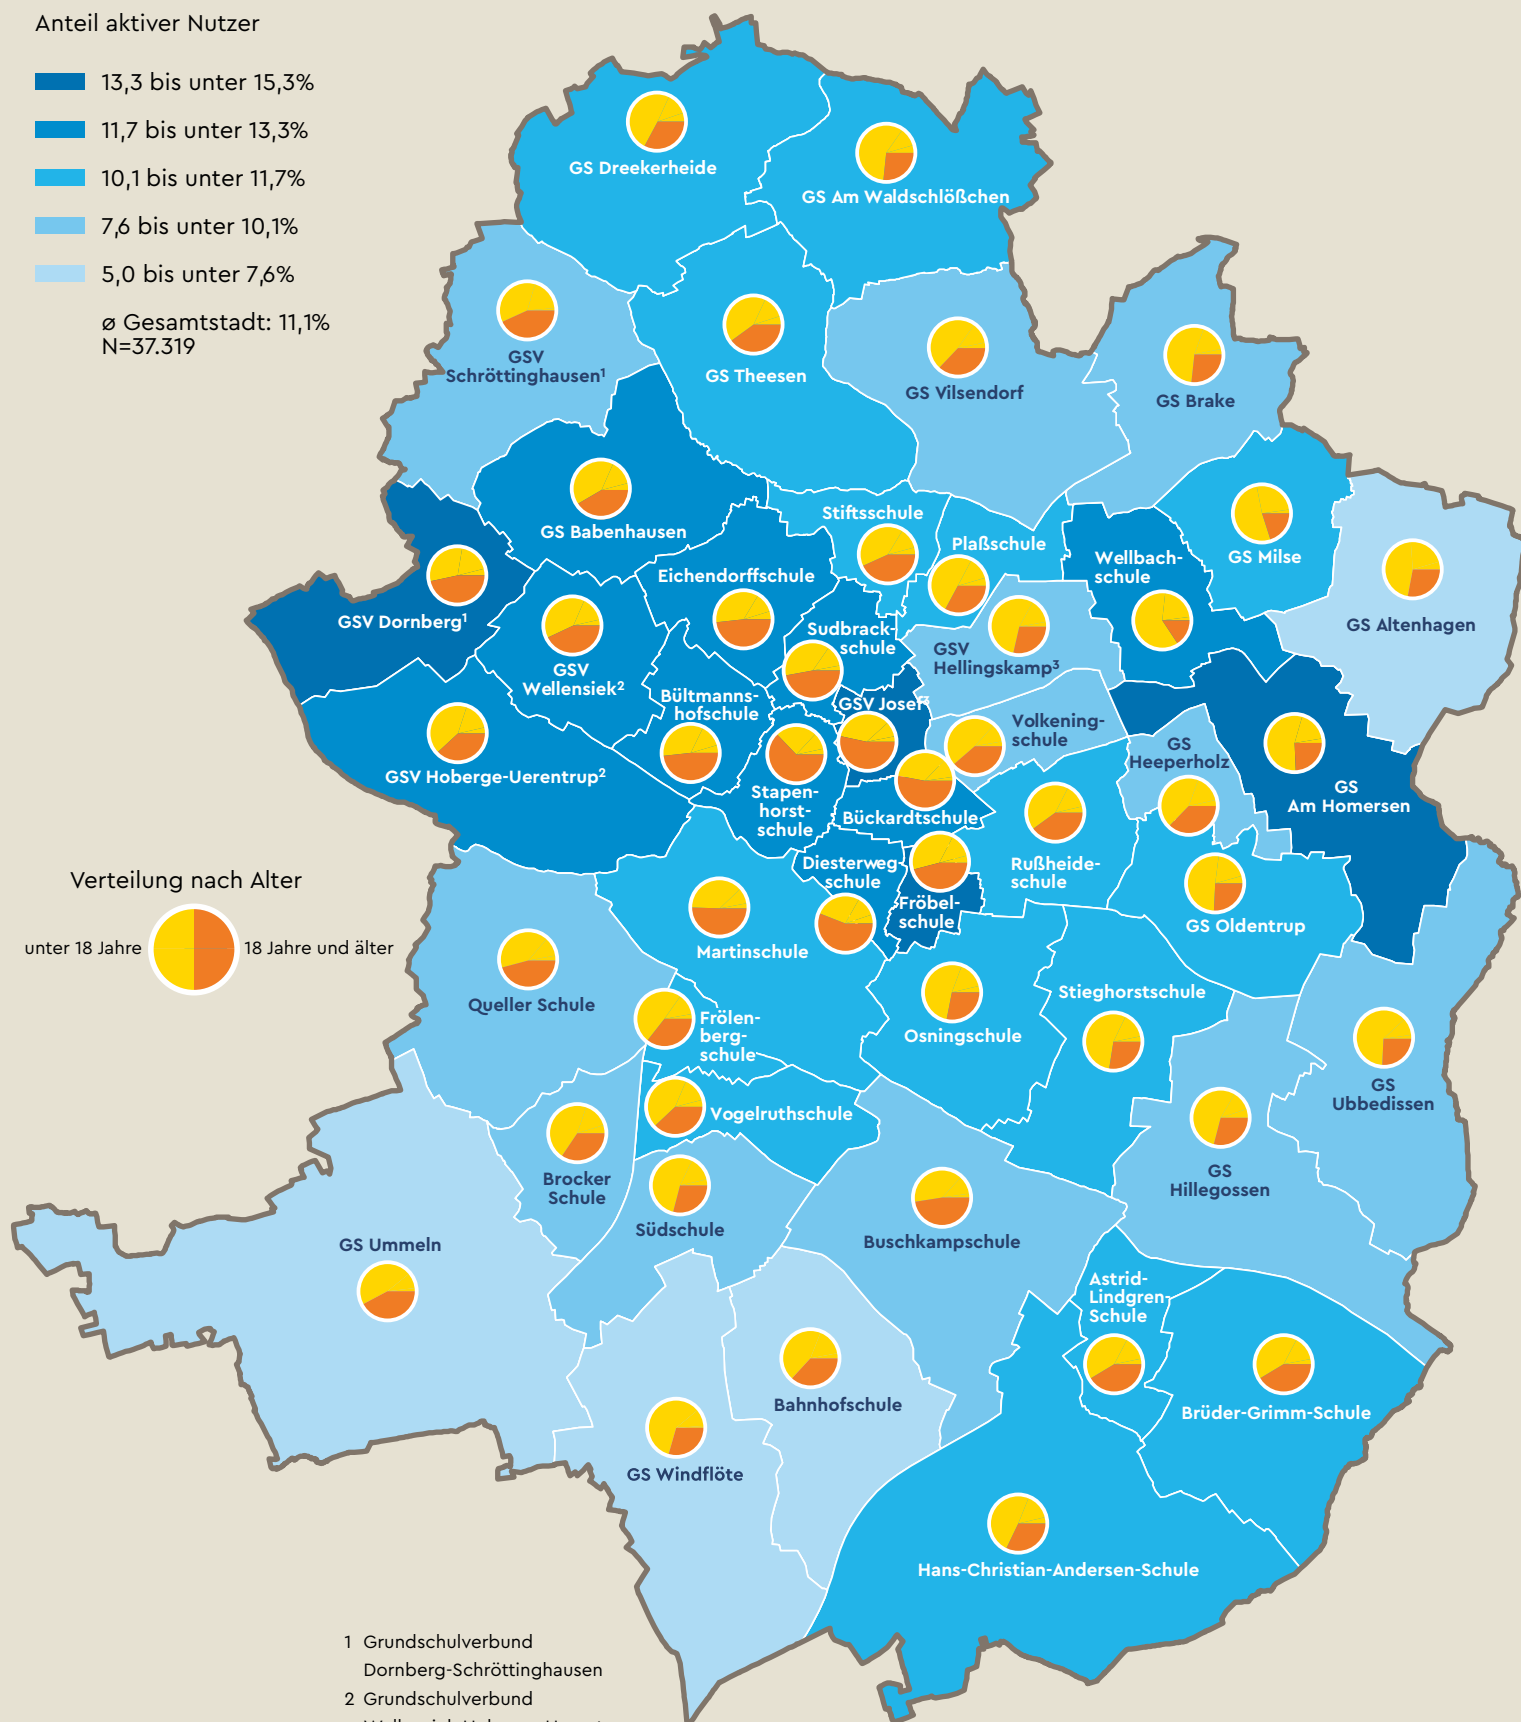 Anteil aktiver Nutzer
13,3 bis unter 15,3%
11,7 bis unter 13,3%
10,1 bis unter 11,7%
7,6 bis unter 10,1%
5,0 bis unter 7,6%
ø Gesamtstadt: 11,1%
N=37.319
GS Dreekerheide
GS Am Waldschlößchen
GSV
Schröttinghausen¹
GS Theesen
GS Vilsendorf
GS Brake
GS Babenhausen
Stiftsschule
Plaßschule
Wellbach-
schule
GS Milse
GS Altenhagen
GSV Dornberg¹
Eichendorffschule
Sudbrack-
schule
GSV
Hellingskamp³
GSV
Wellensiek²
Bültmanns-
hofschule
GSV Josef³
Volkening-
schule
GS
Heeperholz
GSV Hoberge-Uerentrup²
Stapen-
horst-
schule
Bückardtschule
GS
Am Homersen
Verteilung nach Alter
unter 18 Jahre
18 Jahre und älter
Diesterweg-
schule
Rußheide-
schule
Fröbel-
schule
GS Oldentrup
Martinschule
Queller Schule
Frölen-
berg-
schule
Osningschule
Stieghorstschule
GS
Ubbedissen
Vogelruthschule
Brocker
Schule
GS
Hillegossen
Südschule
Buschkampschule
GS Ummeln
Astrid-
Lindgren-
Schule
Bahnhofschule
Brüder-Grimm-Schule
GS Windflöte
Hans-Christian-Andersen-Schule
1 Grundschulverbund
Dornberg-Schröttinghausen
2 Grundschulverbund